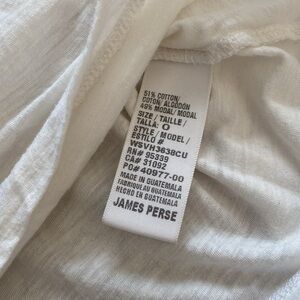 51% COTTON/
COTON/ALGODON
49% MODAL/MODAL
SIZE / TAILLE /
TALLA: 0
STYLE / MODEL /
ESTILO #
WSVH3638CU
RN# 95339
CA# 31092
PO# 40977-00
MADE IN GUATEMALA
FABRIQUE AU GUATEMALA
HECHO EN GUATEMALA
JAMES PERSE